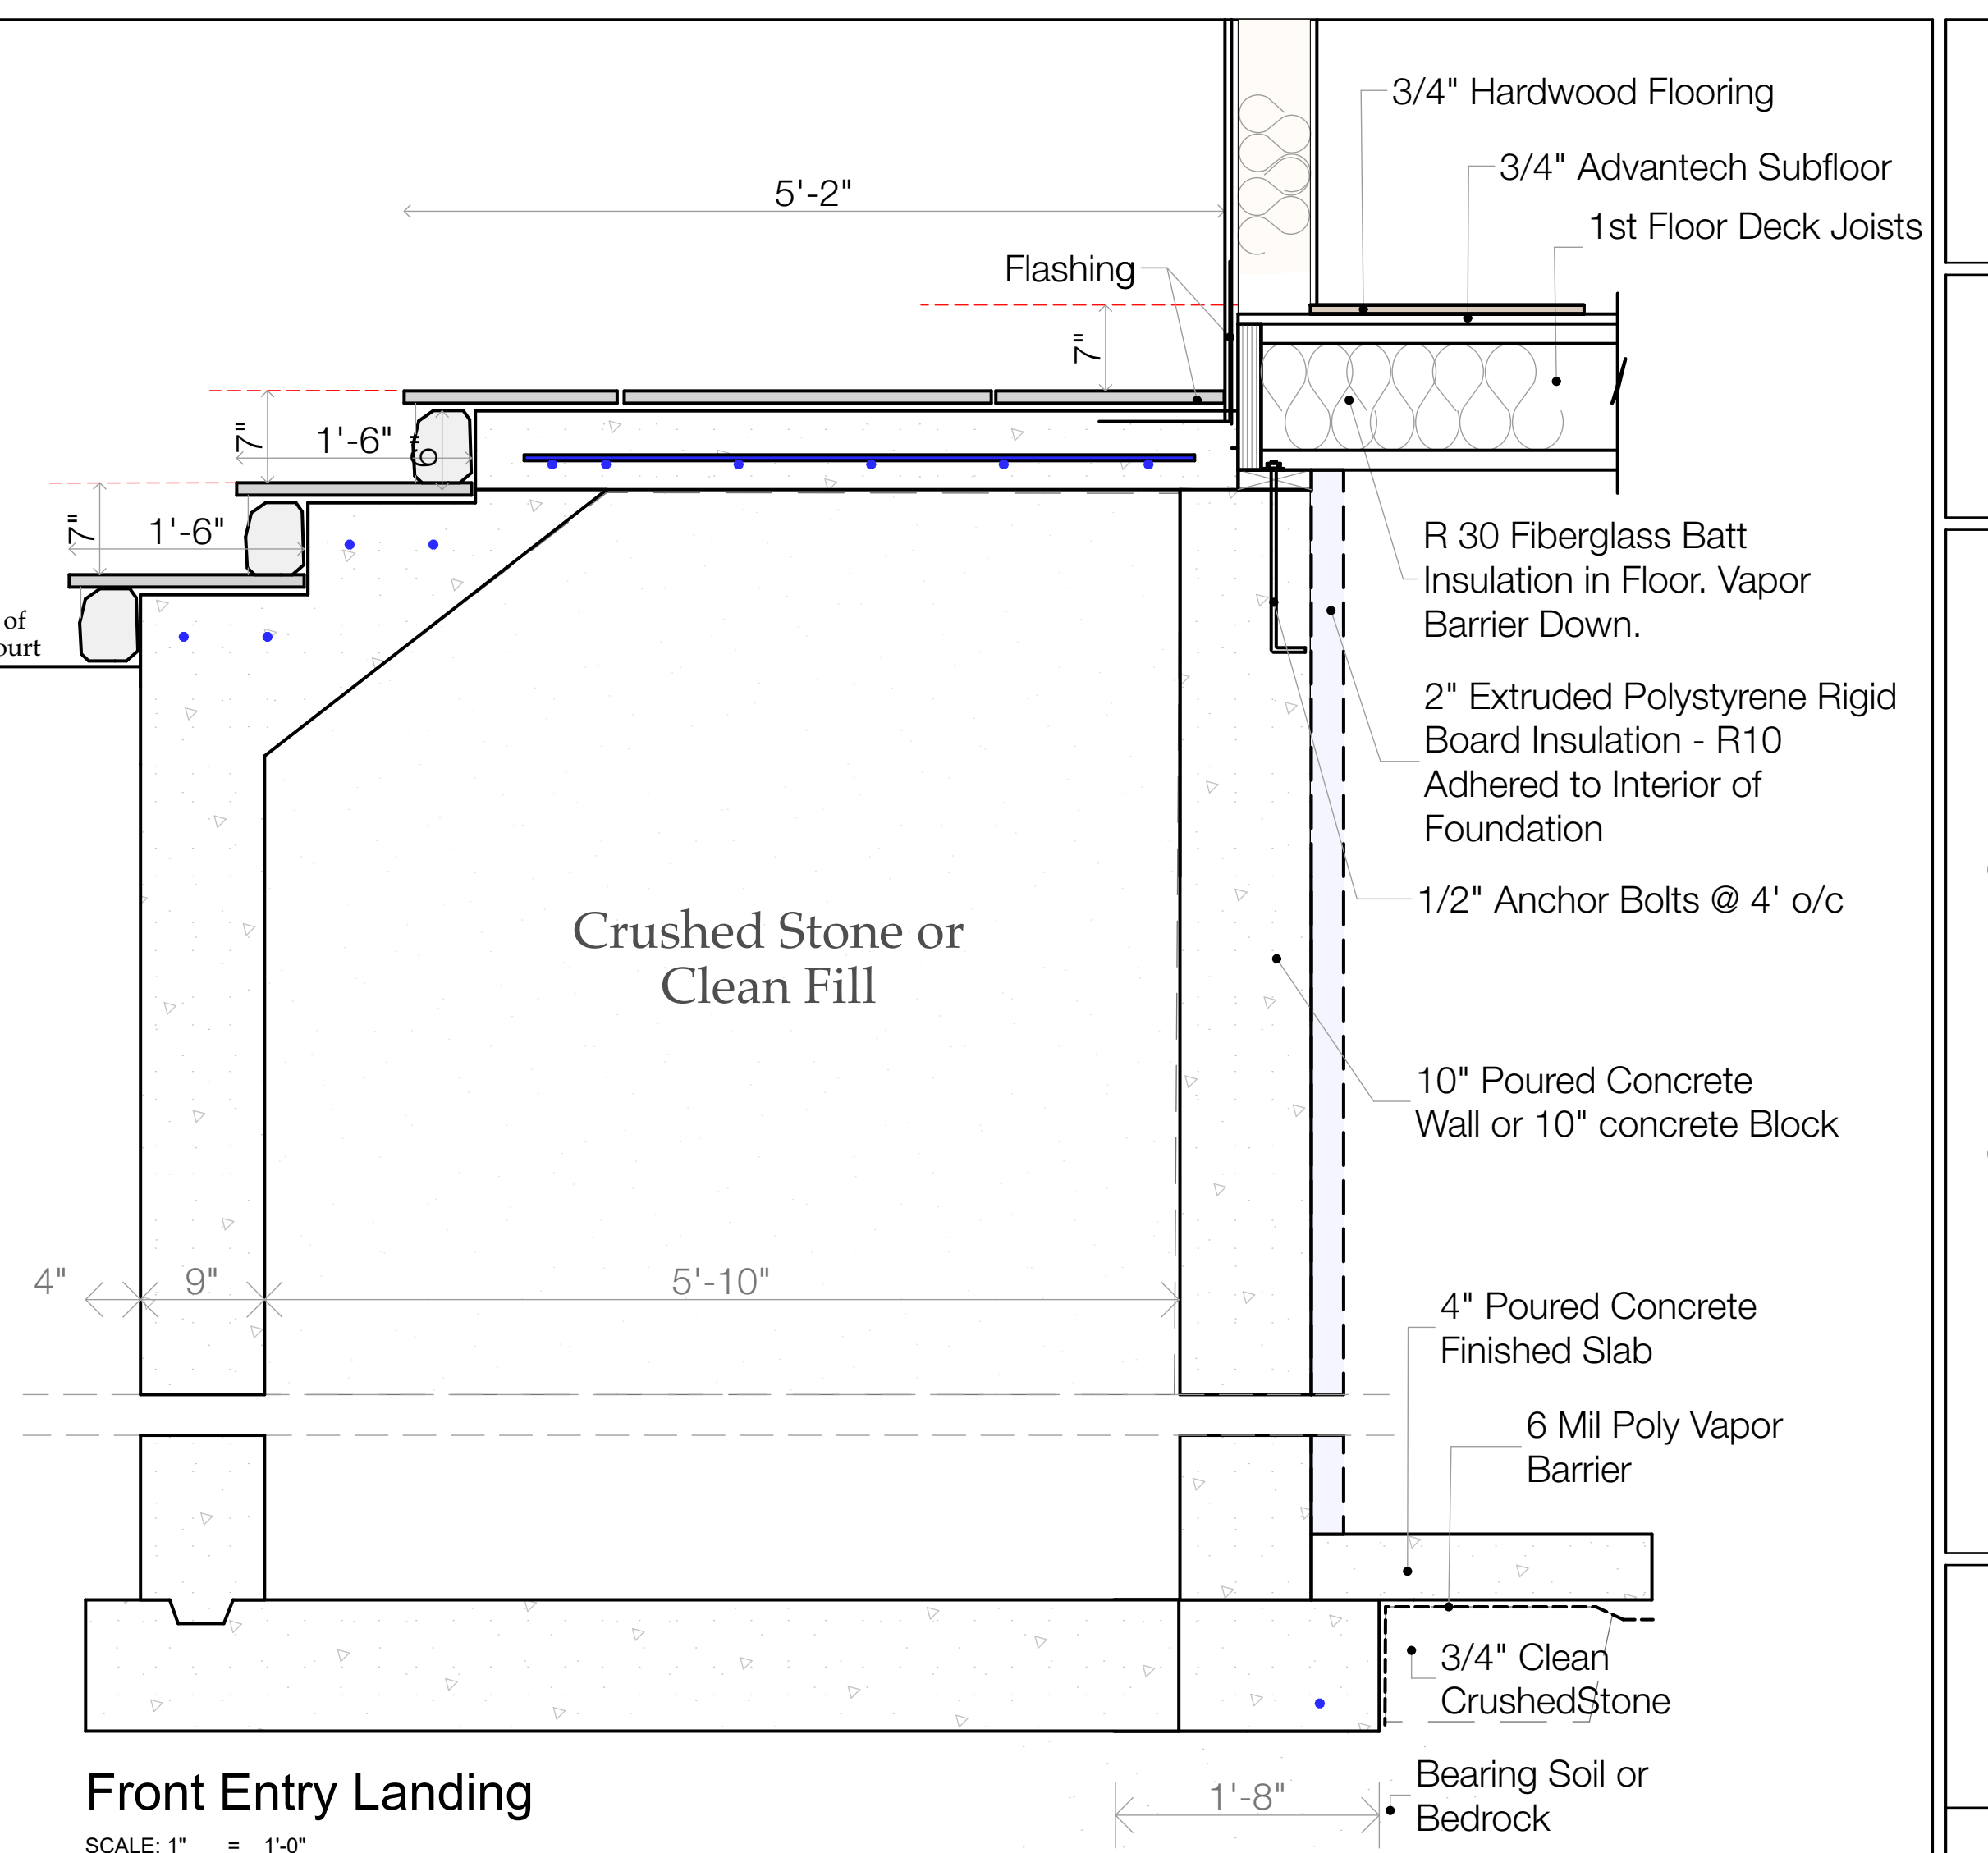 3/4" Hardwood Flooring
3/4" Advantech Subfloor
5'-2"
1st Floor Deck Joists
Flashing
7"
7"
1'-6"
6"
7"
1'-6"
R 30 Fiberglass Batt
Insulation in Floor. Vapor
Barrier Down.
of
ourt
2" Extruded Polystyrene Rigid
Board Insulation - R10
Adhered to Interior of
Foundation
1/2" Anchor Bolts @ 4' o/c
Crushed Stone or
Clean Fill
10" Poured Concrete
Wall or 10" concrete Block
4"
9"
5'-10"
4" Poured Concrete
Finished Slab
6 Mil Poly Vapor
Barrier
3/4" Clean
CrushedStone
Bearing Soil or
Bedrock
1'-8"
Front Entry Landing
SCALE: 1" = 1'-0"